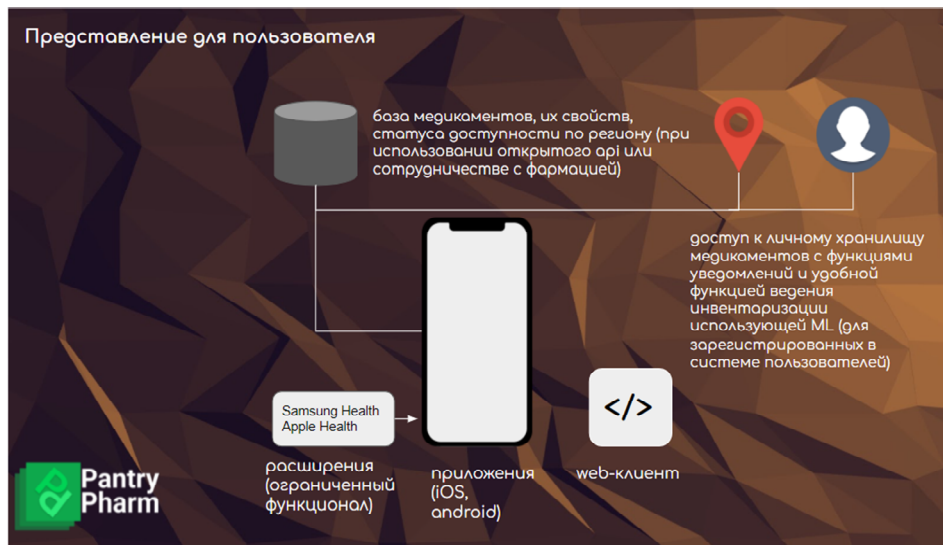 Представление для пользователя
база медикаментов, их свойств,
статуса доступности по региону (при
использовании открытого api или
сотрудничестве с фармацией)
доступ к личному хранилищу
медикаментов с функциями
уведомлений и удобной
функцией ведения
инвентаризации
использующей ML (для
зарегистрированных в
системе пользователей)
</>
Samsung Health
Apple Health
расширения
(ограниченный
функционал)
приложения
(iOS,
android)
web-клиент
Pantry
Pharm